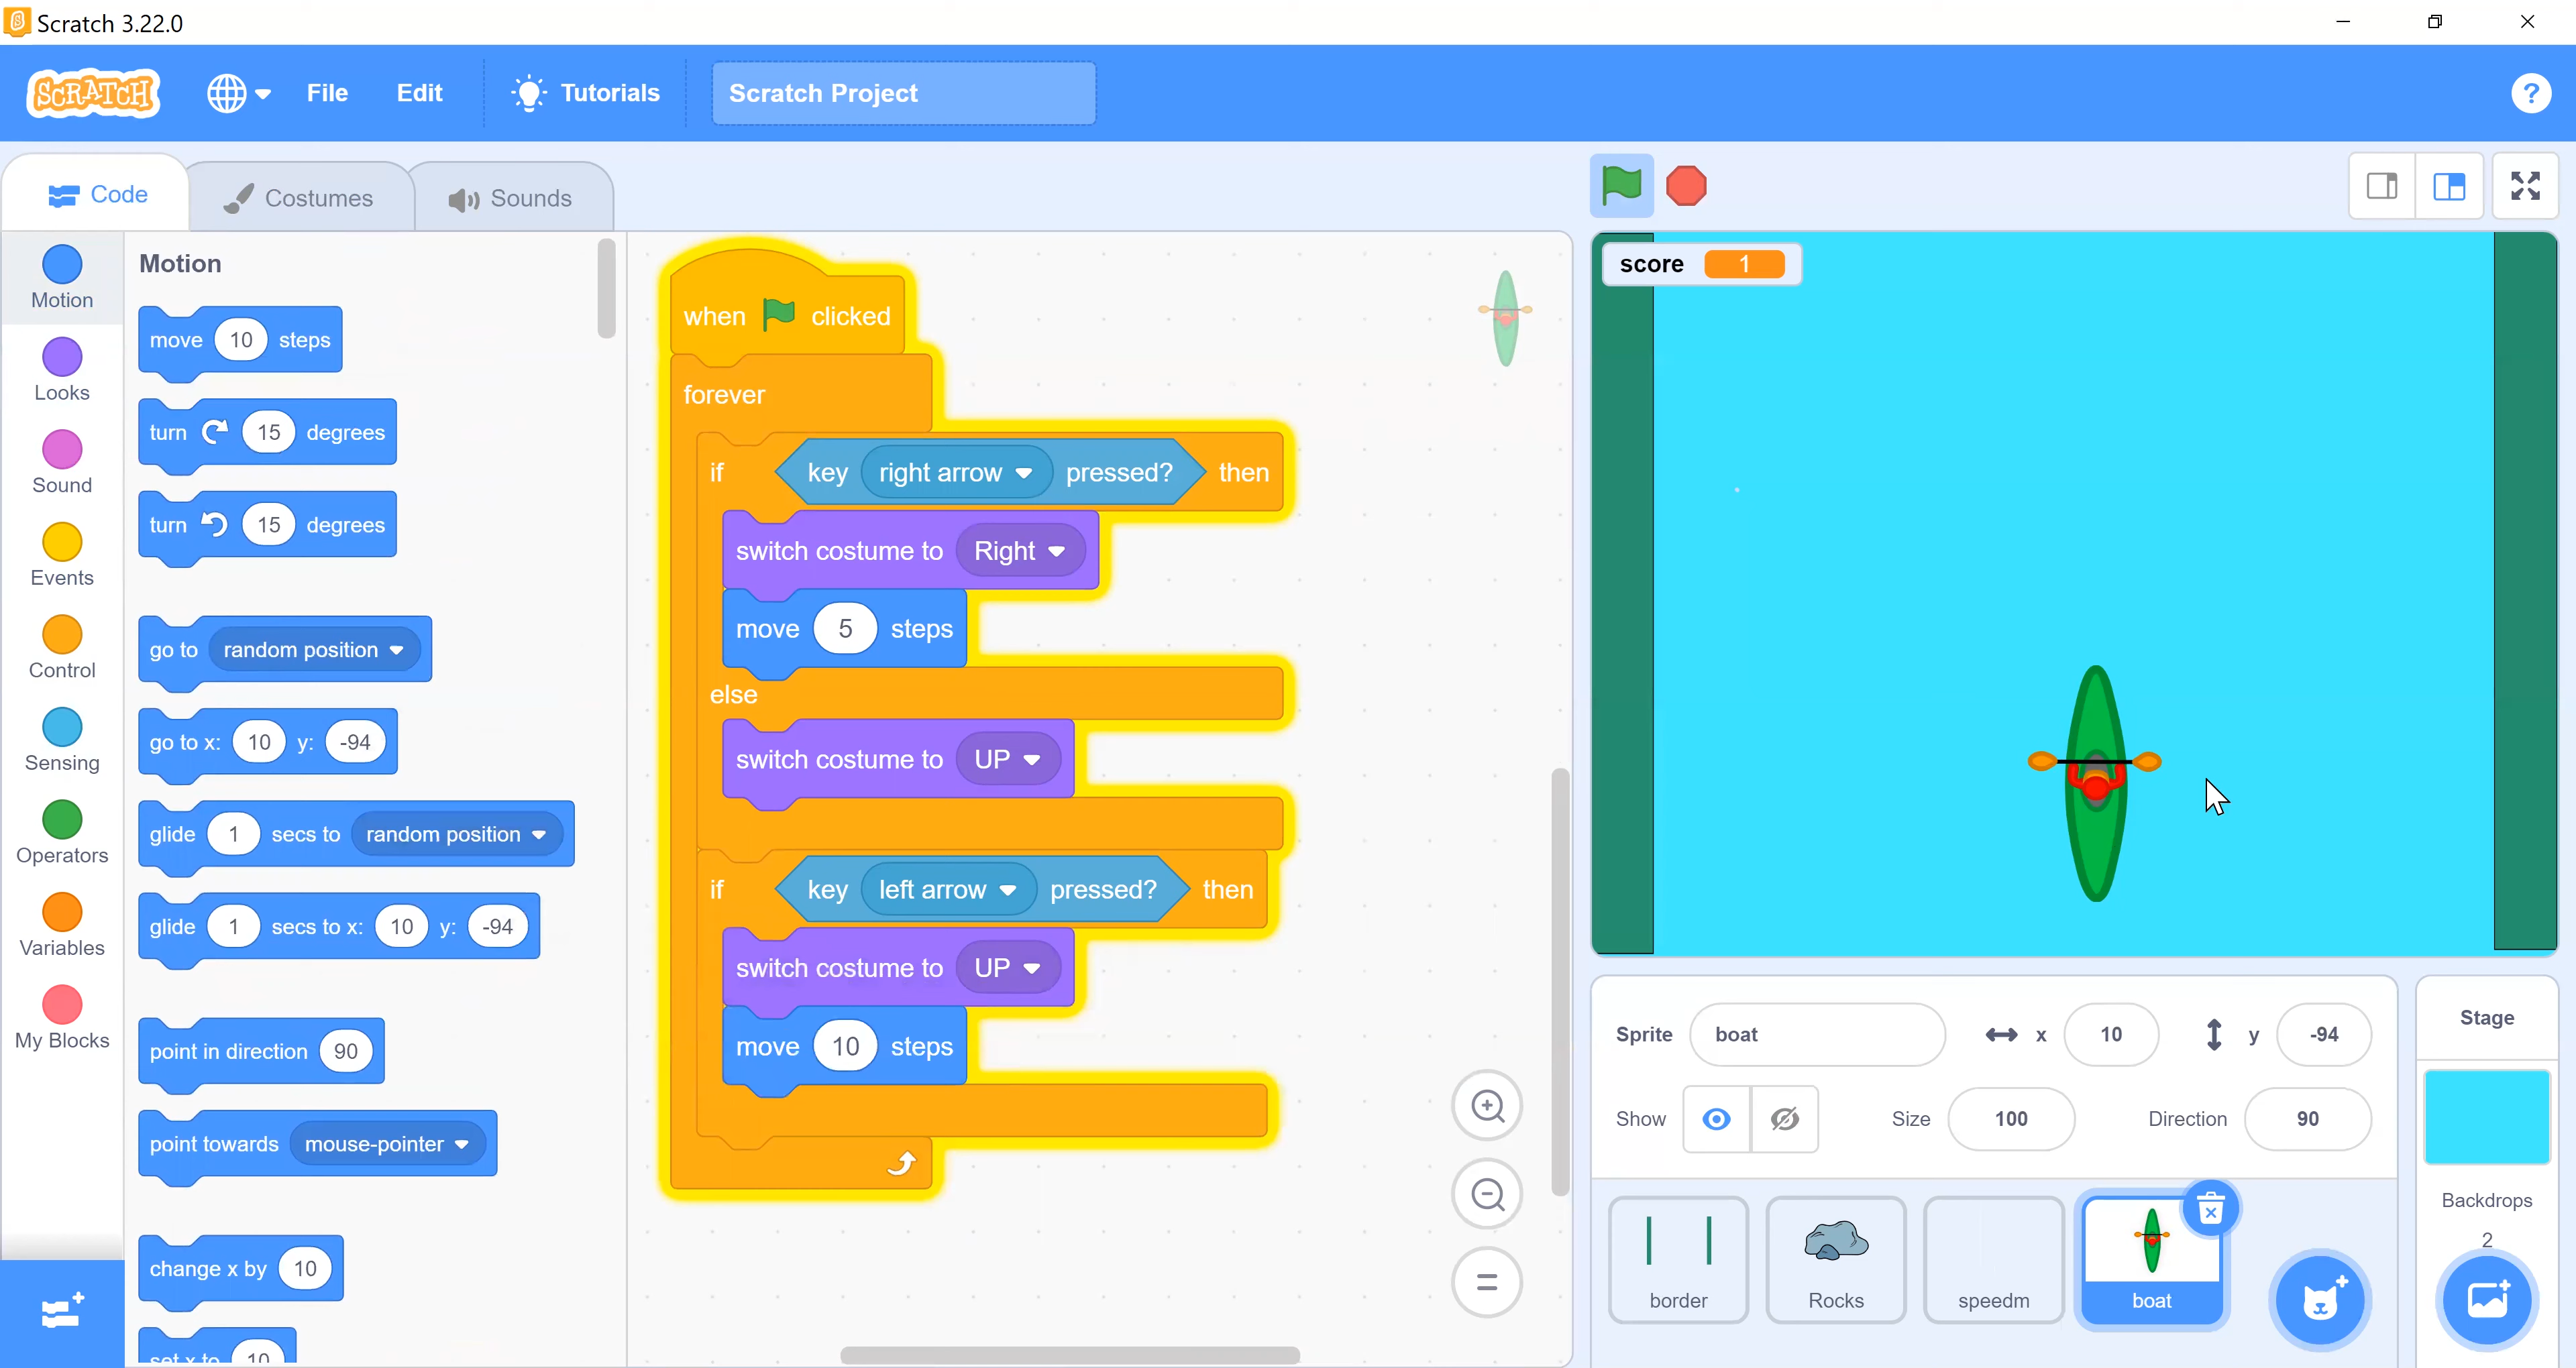 Scratch 3.22.0
SCRATCH
File
Edit
Tutorials
Scratch Project
?
Code
Costumes
Sounds
Motion
Looks
Sound
Events
Control
Sensing
Operators
Variables
My Blocks
Motion
move 10 steps
turn 15 degrees
turn 15 degrees
go to random position
go to x: 10 y: -94
glide 1 secs to random position
glide 1 secs to x: 10 y: -94
point in direction 90
point towards mouse-pointer
change x by 10
set x to 10
when clicked
forever
if key right arrow pressed? then
switch costume to Right
move 5 steps
else
switch costume to UP
if key left arrow pressed? then
switch costume to UP
move 10 steps
score 1
Sprite boat x 10 y -94
Show Size 100 Direction 90
border
Rocks
speedm
boat
Stage
Backdrops
2